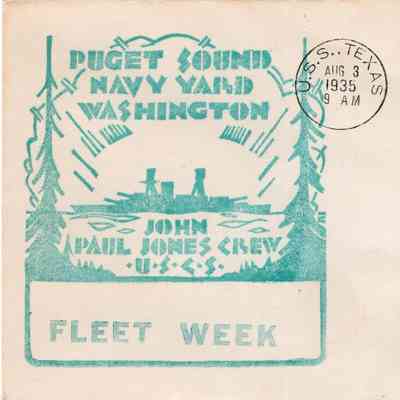 PUGET SOUND
NAVY YARD
WASHINGTON
JOHN
PAUL JONES CREW
·U·S·C·S·
FLEET WEEK
U.S.S. TEXAS
AUG 3
1935
9 AM